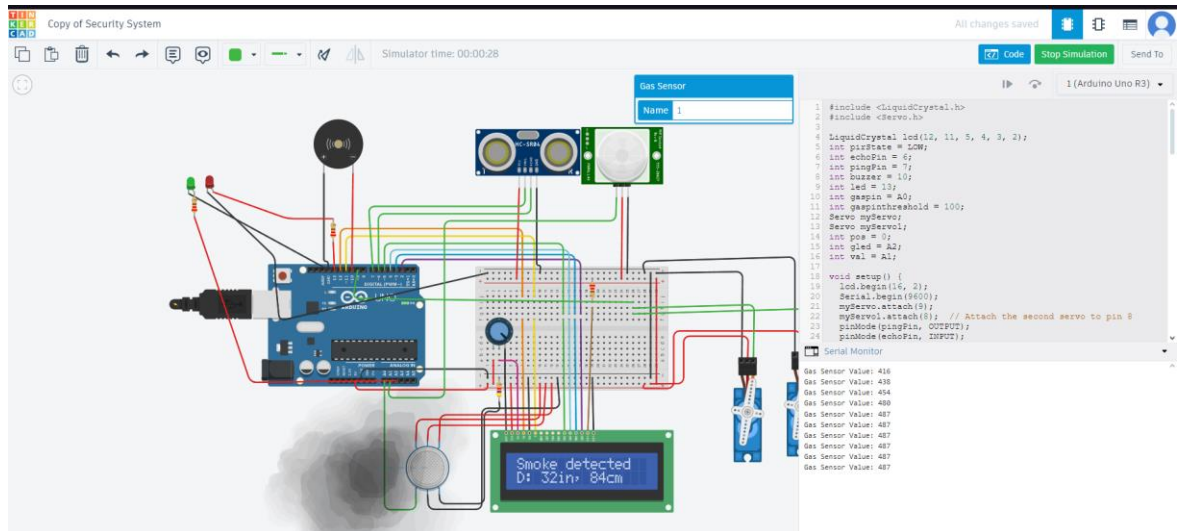 TINKERCAD
Copy of Security System
All changes saved
Simulator time: 00:00:28
Code
Stop Simulation
Send To
1 (Arduino Uno R3)
Gas Sensor
Name 1
HC-SR04
DIGITAL (PWM~)
UNO
ARDUINO
POWER
ANALOG IN
Smoke detected
D: 32in, 84cm
1 #include <LiquidCrystal.h>
2 #include <Servo.h>
3
4 LiquidCrystal lcd(12, 11, 5, 4, 3, 2);
5 int pirState = LOW;
6 int echoPin = 6;
7 int pingPin = 7;
8 int buzzer = 10;
9 int led = 13;
10 int gaspin = A0;
11 int gaspinthreshold = 100;
12 Servo myServo;
13 Servo myServo1;
14 int pos = 0;
15 int gled = A2;
16 int val = A1;
17
18 void setup() {
19 lcd.begin(16, 2);
20 Serial.begin(9600);
21 myServo.attach(9);
22 myServo1.attach(8); // Attach the second servo to pin 8
23 pinMode(pingPin, OUTPUT);
24 pinMode(echoPin, INPUT);
Serial Monitor
Gas Sensor Value: 416
Gas Sensor Value: 438
Gas Sensor Value: 454
Gas Sensor Value: 480
Gas Sensor Value: 487
Gas Sensor Value: 487
Gas Sensor Value: 487
Gas Sensor Value: 487
Gas Sensor Value: 487